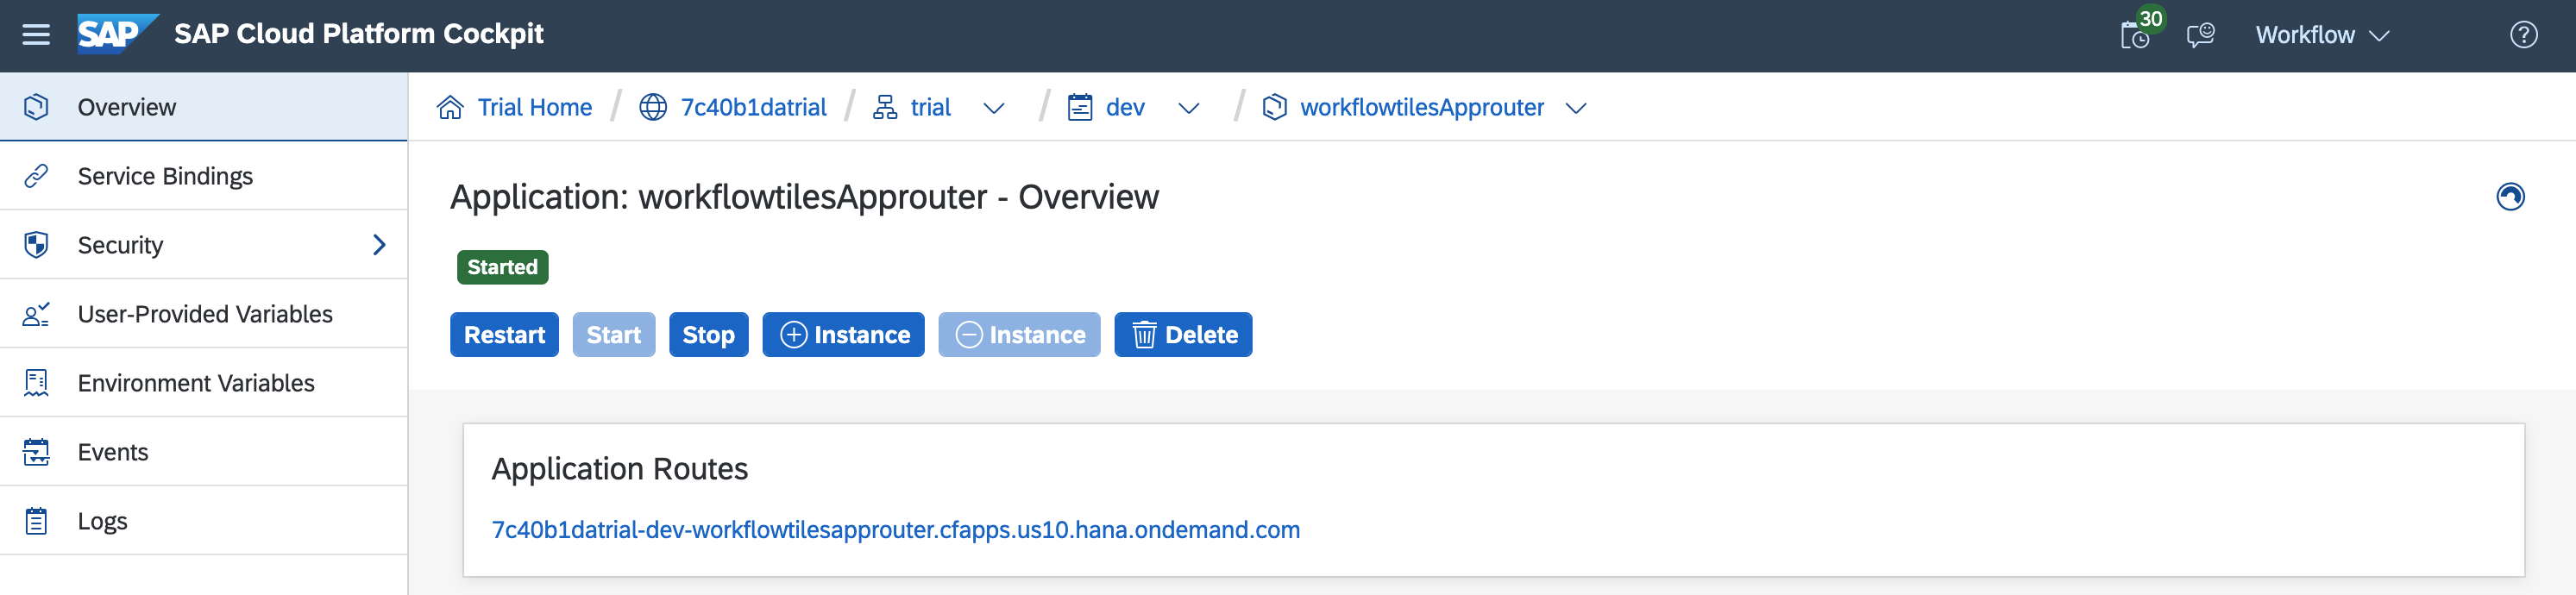 SAP SAP Cloud Platform Cockpit 30 Workflow ?
Overview
Service Bindings
Security
User-Provided Variables
Environment Variables
Events
Logs
Trial Home / 7c40b1datrial / trial / dev / workflowtilesApprouter
Application: workflowtilesApprouter - Overview
Started
Restart Start Stop Instance Instance Delete
Application Routes
7c40b1datrial-dev-workflowtilesapprouter.cfapps.us10.hana.ondemand.com